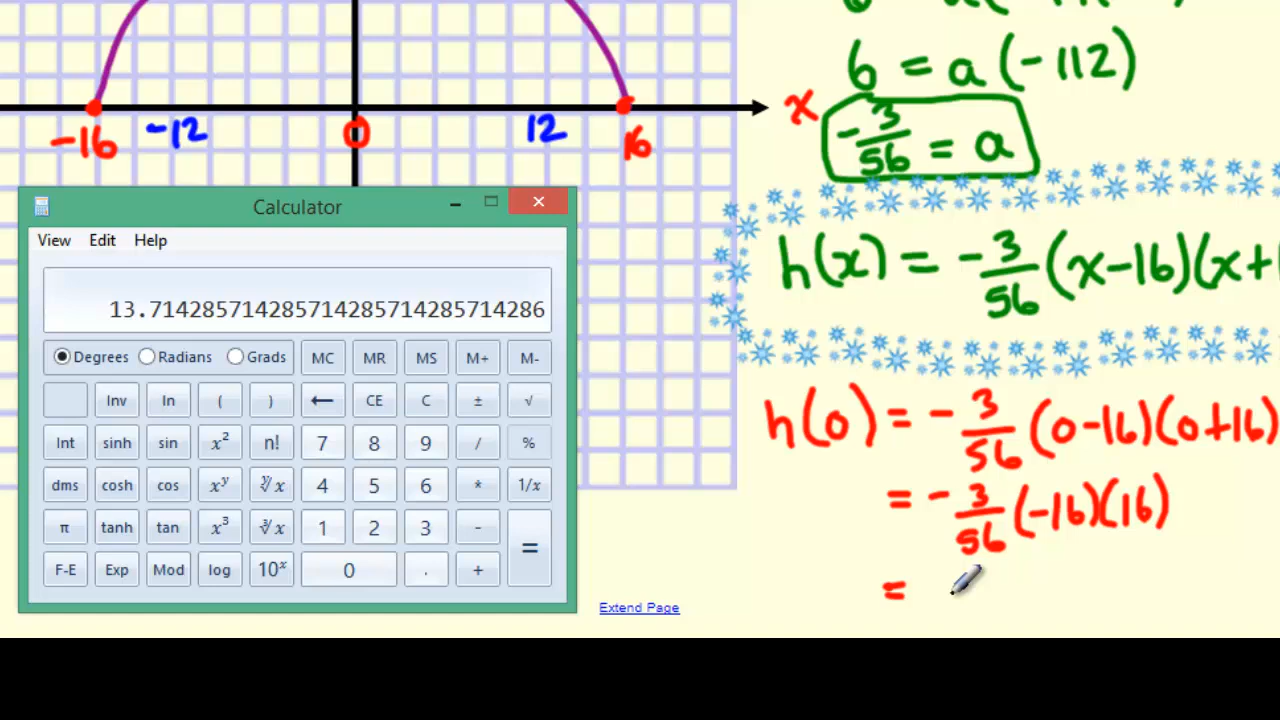 6 = a(-112)
x
-16 -12 0 12 16
-3/56 = a
Calculator
View Edit Help
h(x) = -3/56 (x-16)(x+1
13.714285714285714285714285714286
Degrees Radians Grads MC MR MS M+ M-
Inv ln ( ) ← CE C ± √
h(0) = -3/56 (0-16)(0+16)
Int sinh sin x² n! 7 8 9 / %
dms cosh cos xʸ ʸ√x 4 5 6 * 1/x
= -3/56 (-16)(16)
π tanh tan x³ ³√x 1 2 3 - =
F-E Exp Mod log 10ˣ 0 . +
=
Extend Page